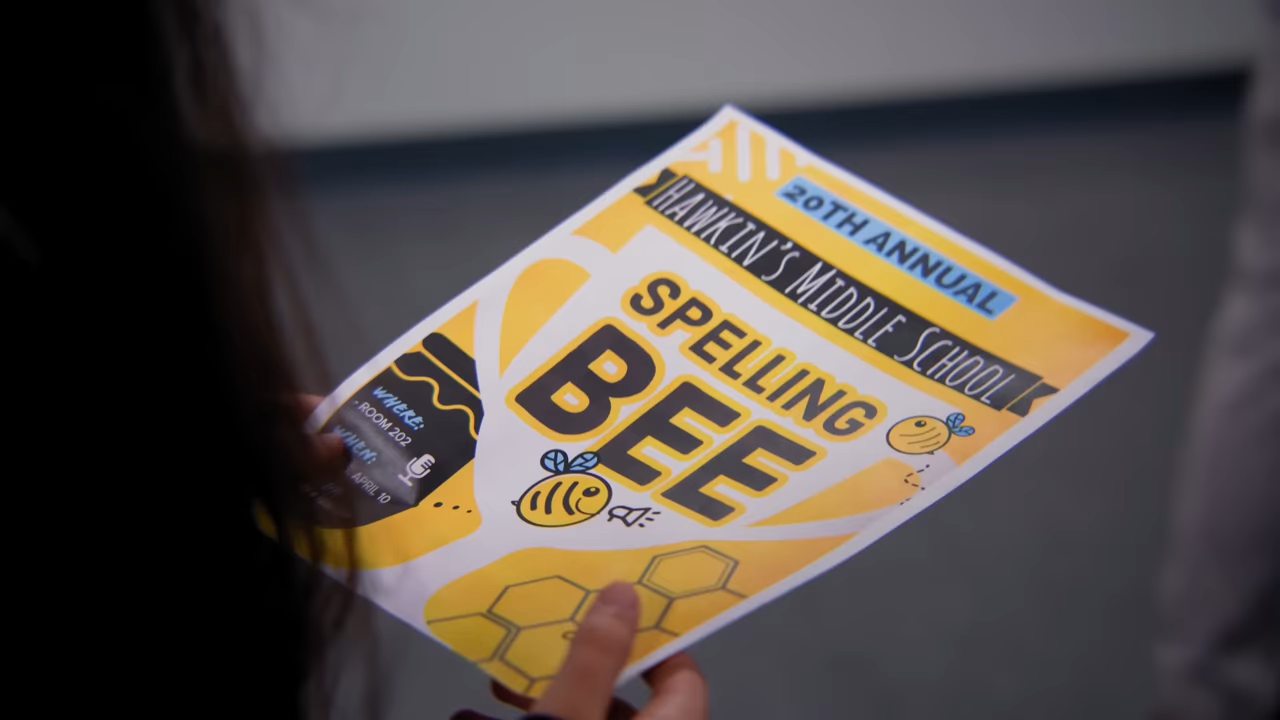 20TH ANNUAL
HAWKIN'S MIDDLE SCHOOL
SPELLING
BEE
WHERE:
ROOM 202
WHEN:
APRIL 10